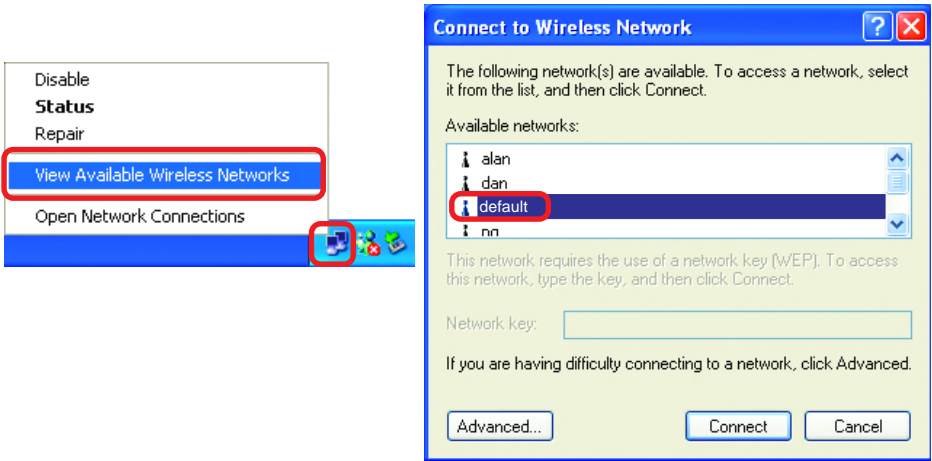 Disable
Status
Repair
View Available Wireless Networks
Open Network Connections
Connect to Wireless Network
The following network(s) are available. To access a network, select
it from the list, and then click Connect.
Available networks:
alan
dan
default
This network requires the use of a network key (WEP). To access
this network, type the key, and then click Connect.
Network key:
If you are having difficulty connecting to a network, click Advanced.
Advanced...
Connect
Cancel